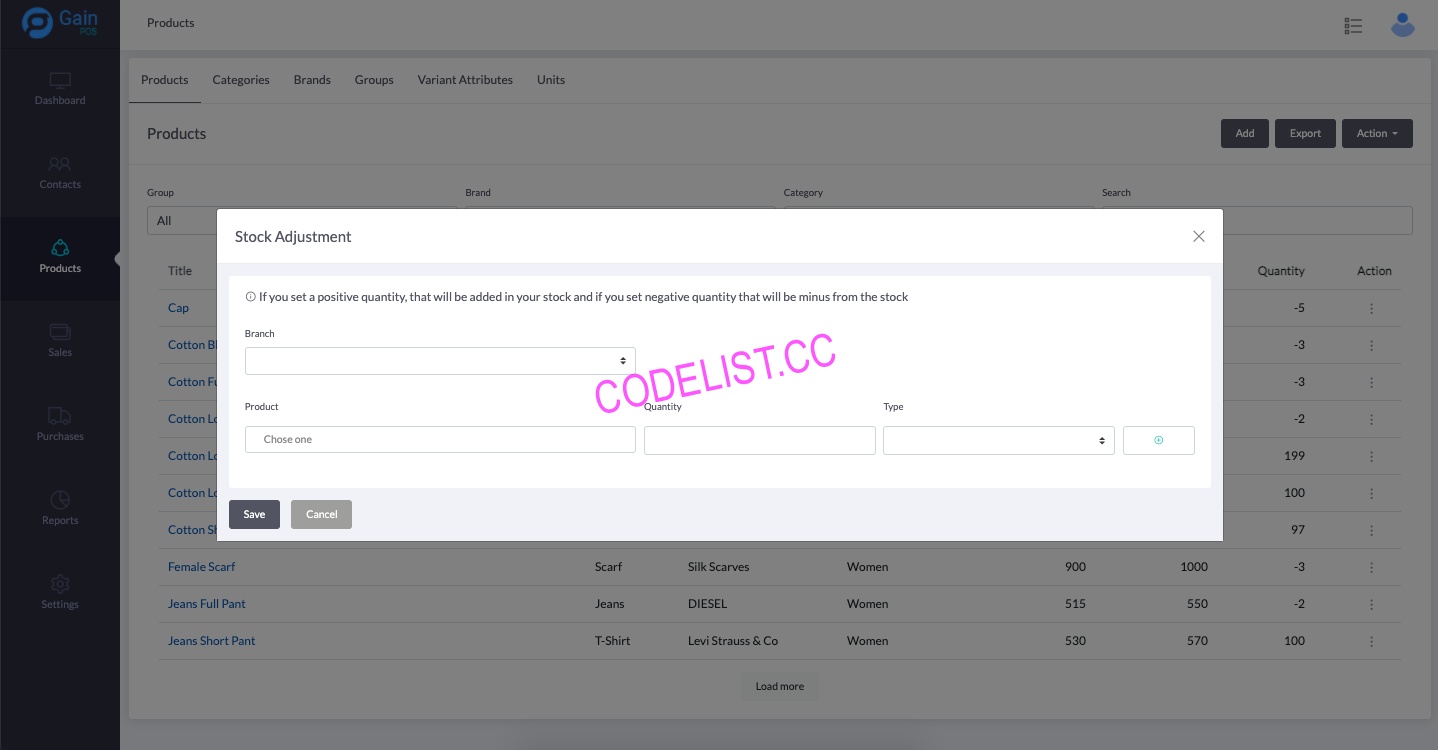 Gain
POS
Products
Dashboard
Contacts
Products
Sales
Purchases
Reports
Settings
Products Categories Brands Groups Variant Attributes Units
Products
Add Export Action
Group Brand Category Search
All
Title Quantity Action
Cap -5
Cotton Bl -3
Cotton Fu -3
Cotton Lo -2
Cotton Lo 199
Cotton Lo 100
Cotton Sh 97
Female Scarf Scarf Silk Scarves Women 900 1000 -3
Jeans Full Pant Jeans DIESEL Women 515 550 -2
Jeans Short Pant T-Shirt Levi Strauss & Co Women 530 570 100
Load more
Stock Adjustment
If you set a positive quantity, that will be added in your stock and if you set negative quantity that will be minus from the stock
Branch
CODELIST.CC
Product Quantity Type
Chose one
Save Cancel